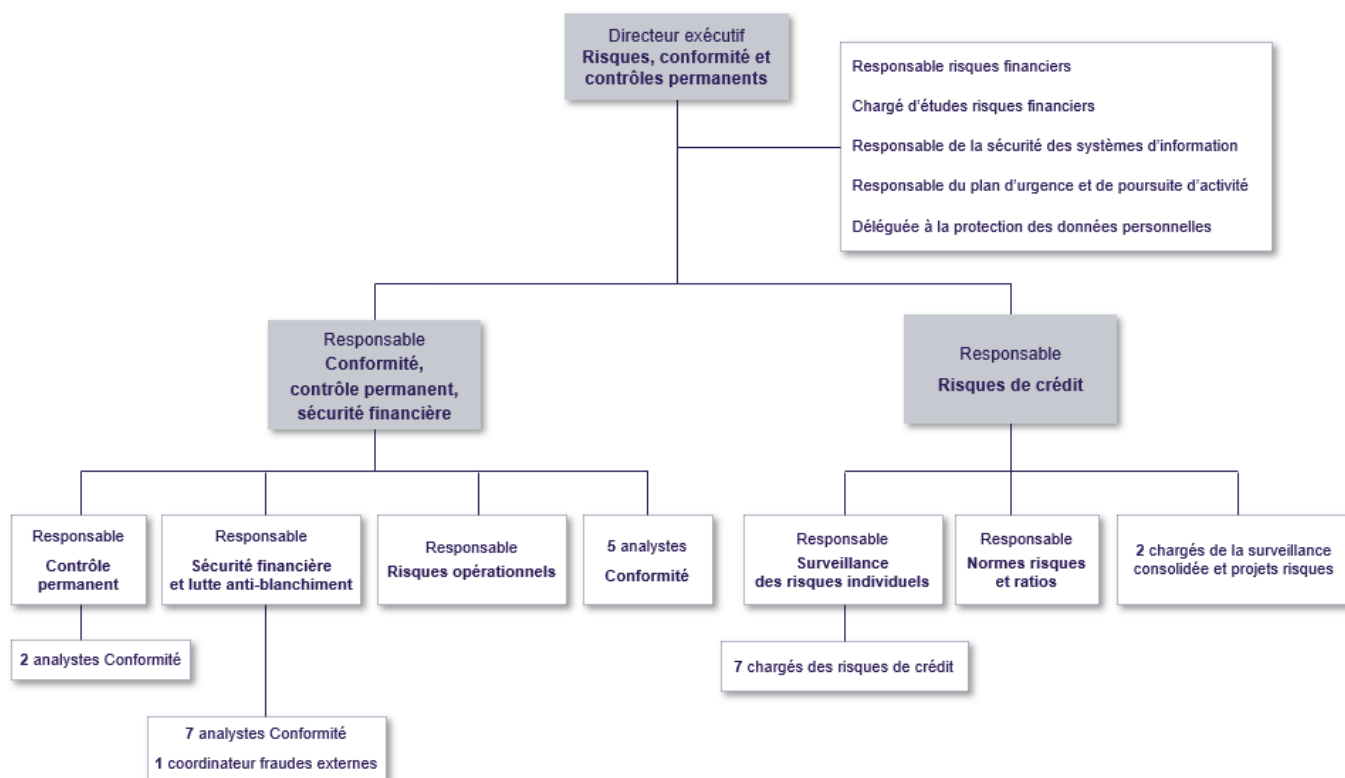 Directeur exécutif
Risques, conformité et
contrôles permanents
Responsable risques financiers
Chargé d'études risques financiers
Responsable de la sécurité des systèmes d'information
Responsable du plan d'urgence et de poursuite d'activité
Déléguée à la protection des données personnelles
Responsable
Conformité,
contrôle permanent,
sécurité financière
Responsable
Risques de crédit
Responsable
Contrôle
permanent
Responsable
Sécurité financière
et lutte anti-blanchiment
Responsable
Risques opérationnels
5 analystes
Conformité
Responsable
Surveillance
des risques individuels
Responsable
Normes risques
et ratios
2 chargés de la surveillance
consolidée et projets risques
2 analystes Conformité
7 chargés des risques de crédit
7 analystes Conformité
1 coordinateur fraudes externes